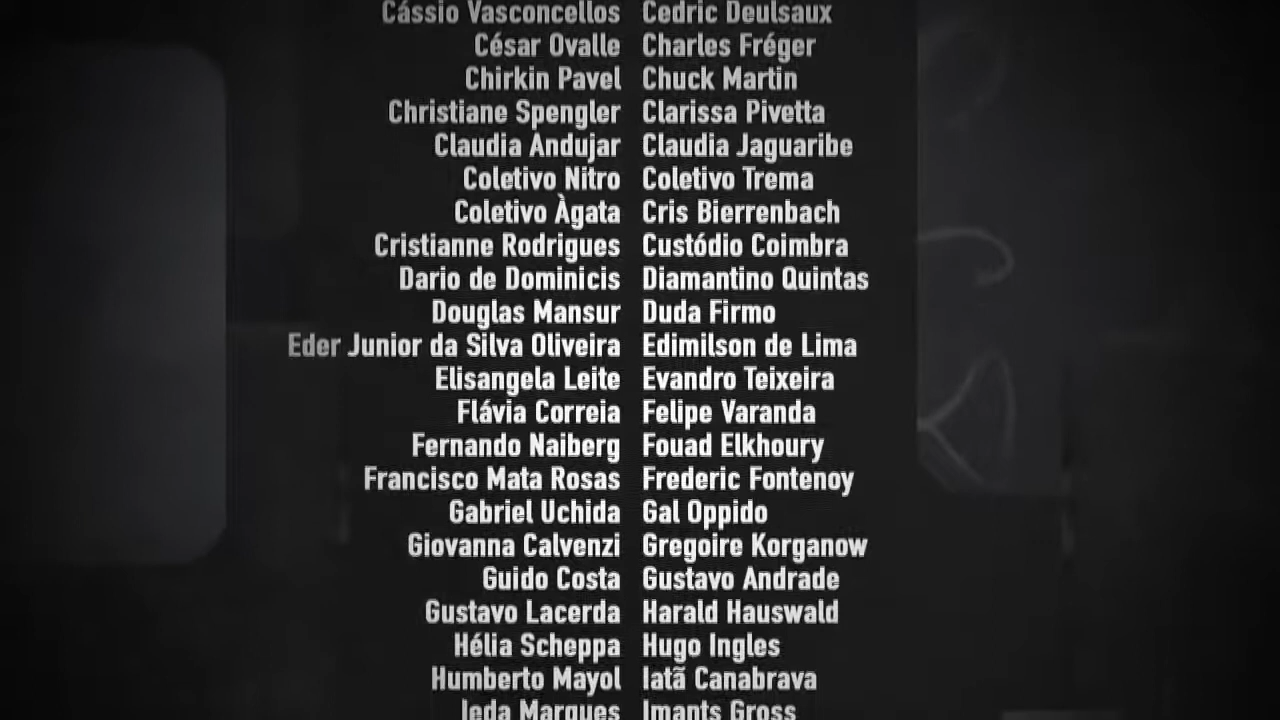 Cássio Vasconcellos Cedric Deulsaux
César Ovalle Charles Fréger
Chirkin Pavel Chuck Martin
Christiane Spengler Clarissa Pivetta
Claudia Andujar Claudia Jaguaribe
Coletivo Nitro Coletivo Trema
Coletivo Àgata Cris Bierrenbach
Cristianne Rodrigues Custódio Coimbra
Dario de Dominicis Diamantino Quintas
Douglas Mansur Duda Firmo
Eder Junior da Silva Oliveira Edimilson de Lima
Elisangela Leite Evandro Teixeira
Flávia Correia Felipe Varanda
Fernando Naiberg Fouad Elkhoury
Francisco Mata Rosas Frederic Fontenoy
Gabriel Uchida Gal Oppido
Giovanna Calvenzi Gregoire Korganow
Guido Costa Gustavo Andrade
Gustavo Lacerda Harald Hauswald
Hélia Scheppa Hugo Ingles
Humberto Mayol Iatã Canabrava
Ieda Marques Imants Gross